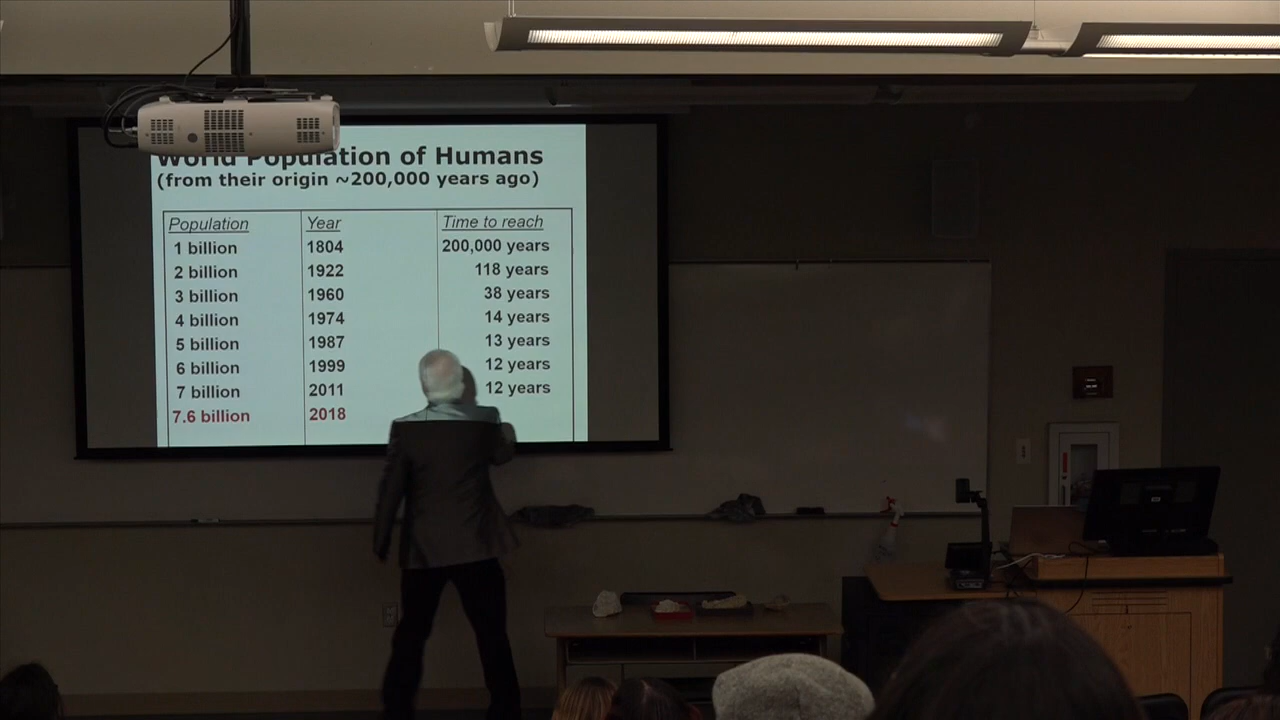 World Population of Humans
(from their origin ~200,000 years ago)
Population Year Time to reach
1 billion 1804 200,000 years
2 billion 1922 118 years
3 billion 1960 38 years
4 billion 1974 14 years
5 billion 1987 13 years
6 billion 1999 12 years
7 billion 2011 12 years
7.6 billion 2018